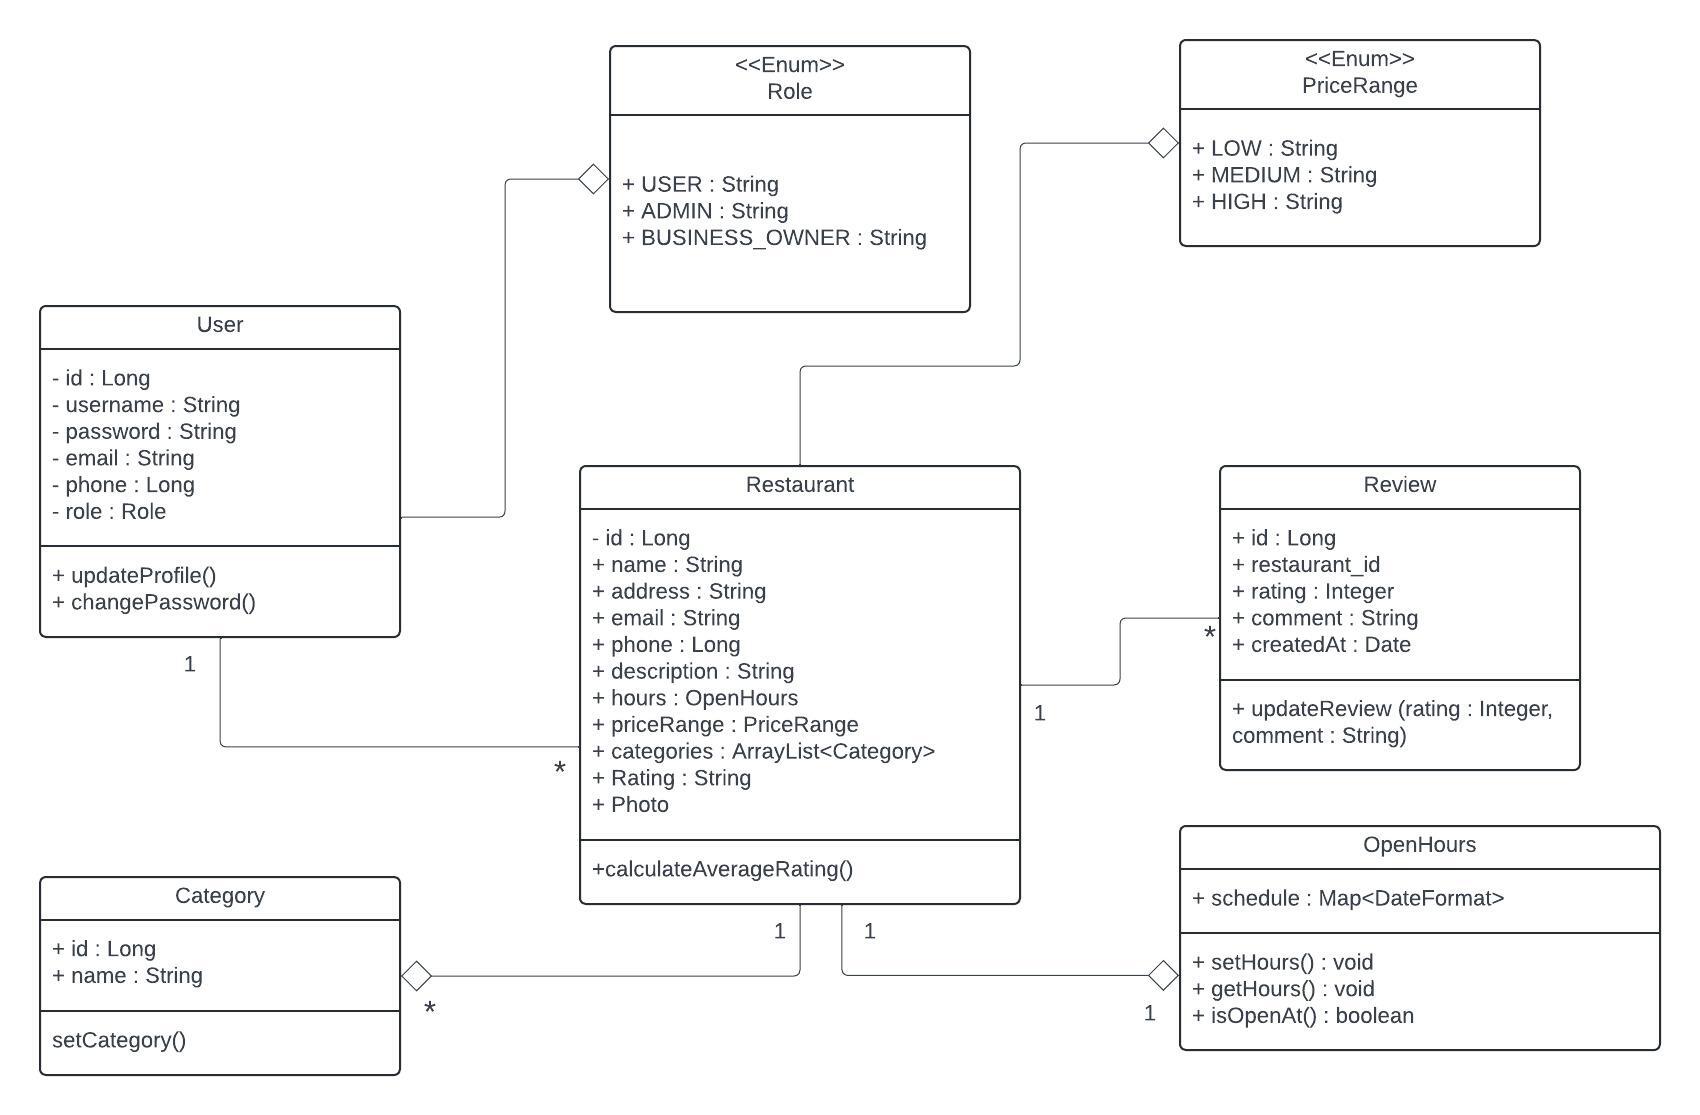 <<Enum>>
Role
+ USER : String
+ ADMIN : String
+ BUSINESS_OWNER : String
<<Enum>>
PriceRange
+ LOW : String
+ MEDIUM : String
+ HIGH : String
User
- id : Long
- username : String
- password : String
- email : String
- phone : Long
- role : Role
+ updateProfile()
+ changePassword()
1
*
Restaurant
- id : Long
+ name : String
+ address : String
+ email : String
+ phone : Long
+ description : String
+ hours : OpenHours
+ priceRange : PriceRange
+ categories : ArrayList<Category>
+ Rating : String
+ Photo
+calculateAverageRating()
1
*
Review
+ id : Long
+ restaurant_id
+ rating : Integer
+ comment : String
+ createdAt : Date
+ updateReview (rating : Integer,
comment : String)
Category
+ id : Long
+ name : String
setCategory()
*
1
1
1
OpenHours
+ schedule : Map<DateFormat>
+ setHours() : void
+ getHours() : void
+ isOpenAt() : boolean